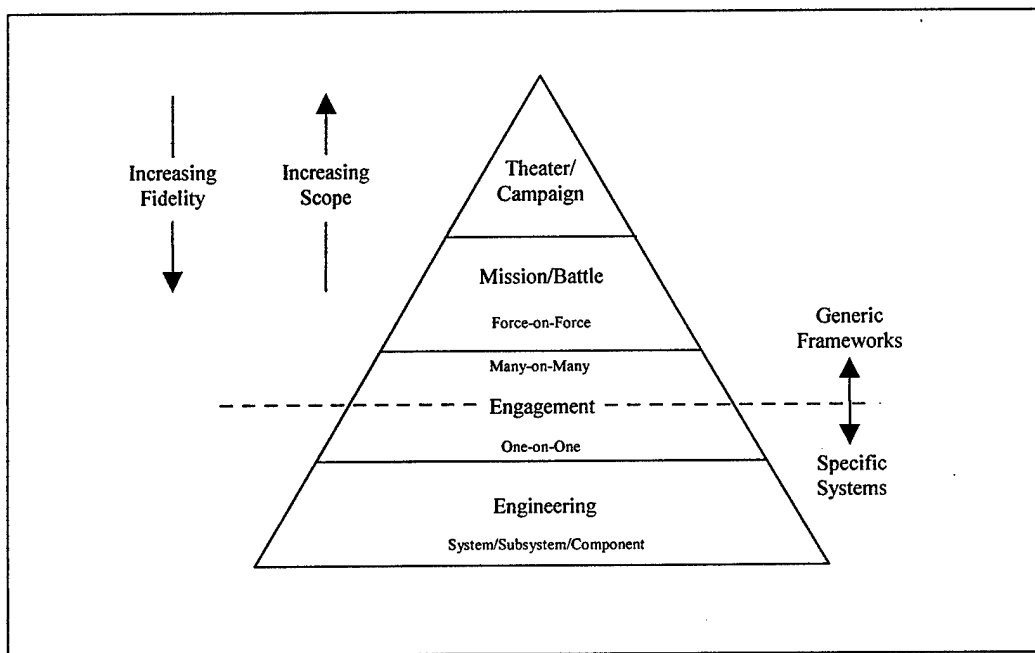 Increasing
Fidelity
Increasing
Scope
Theater/
Campaign
Mission/Battle
Force-on-Force
Many-on-Many
Engagement
One-on-One
Engineering
System/Subsystem/Component
Generic
Frameworks
Specific
Systems